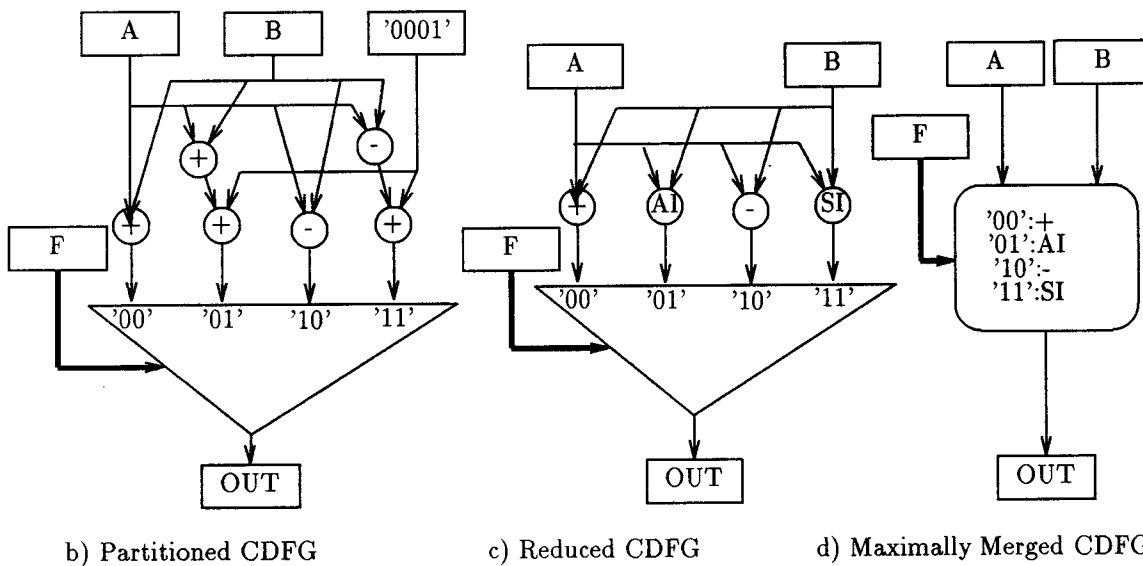 A B '0001'
+ -
+ + - +
F
'00' '01' '10' '11'
OUT
b) Partitioned CDFG
A B
+ AI - SI
F
'00' '01' '10' '11'
OUT
c) Reduced CDFG
A B
F
'00':+
'01':AI
'10':-
'11':SI
OUT
d) Maximally Merged CDFG